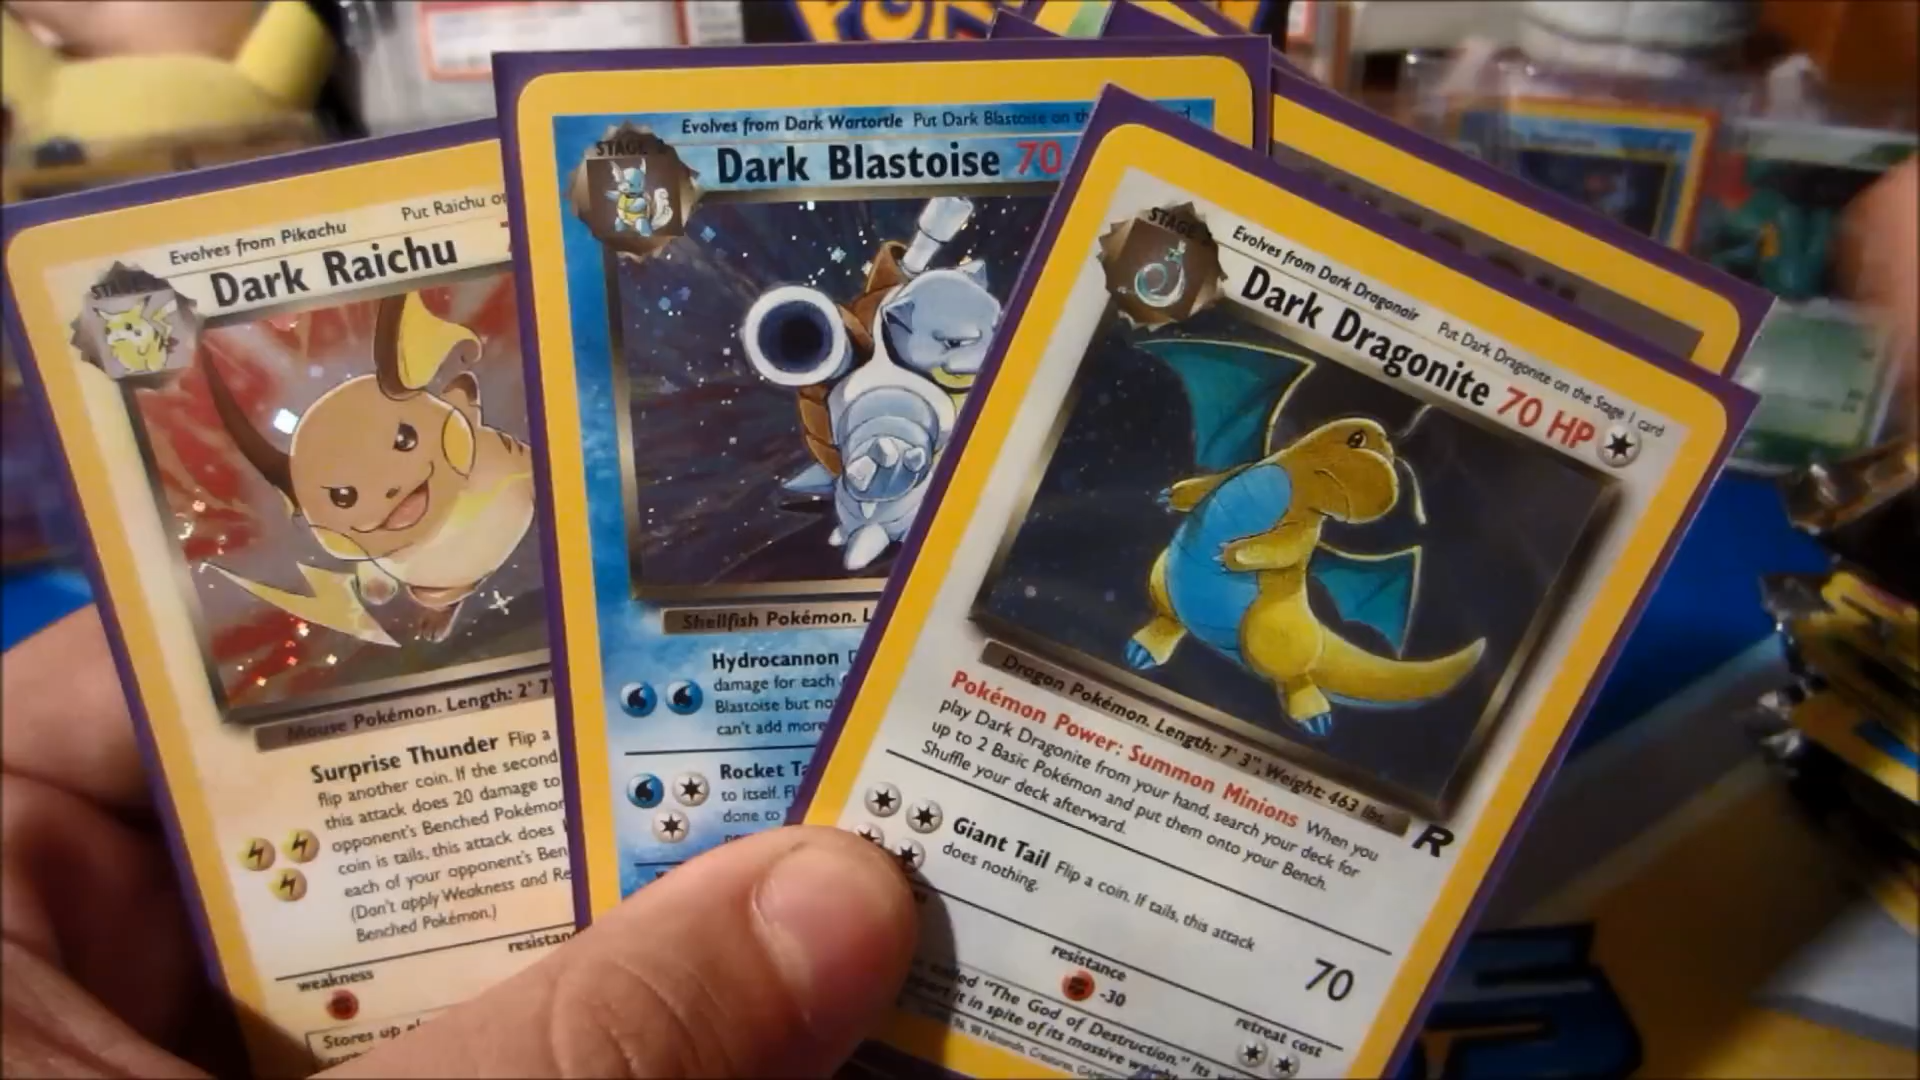 Evolves from Pikachu
Put Raichu
Dark Raichu
Mouse Pokémon. Length: 2' 7
Surprise Thunder Flip a
flip another coin. If the second
this attack does 20 damage to
opponent's Benched Pokémon
coin is tails, this attack does
each of your opponent's Ben
(Don't apply Weakness and Re
Benched Pokémon.)
weakness
resistan
Stores up
Evolves from Dark Wartortle Put Dark Blastoise on
STAGE
Dark Blastoise 70
Shellfish Pokémon. L
Hydrocannon
damage for each
Blastoise but no
can't add more
Rocket Ta
to itself. Fl
done to
STAGE
Evolves from Dark Dragonair Put Dark Dragonite on the Stage 1 card
Dark Dragonite 70 HP
Dragon Pokémon. Length: 7' 3", Weight: 463 lbs.
R
Pokémon Power: Summon Minions When you
play Dark Dragonite from your hand, search your deck for
up to 2 Basic Pokémon and put them onto your Bench.
Shuffle your deck afterward.
Giant Tail Flip a coin. If tails, this attack
does nothing.
70
resistance
-30
retreat cost
called "The God of Destruction." Its
it in spite of its massive weight
96, 98 Nintendo, Creatures, GAME